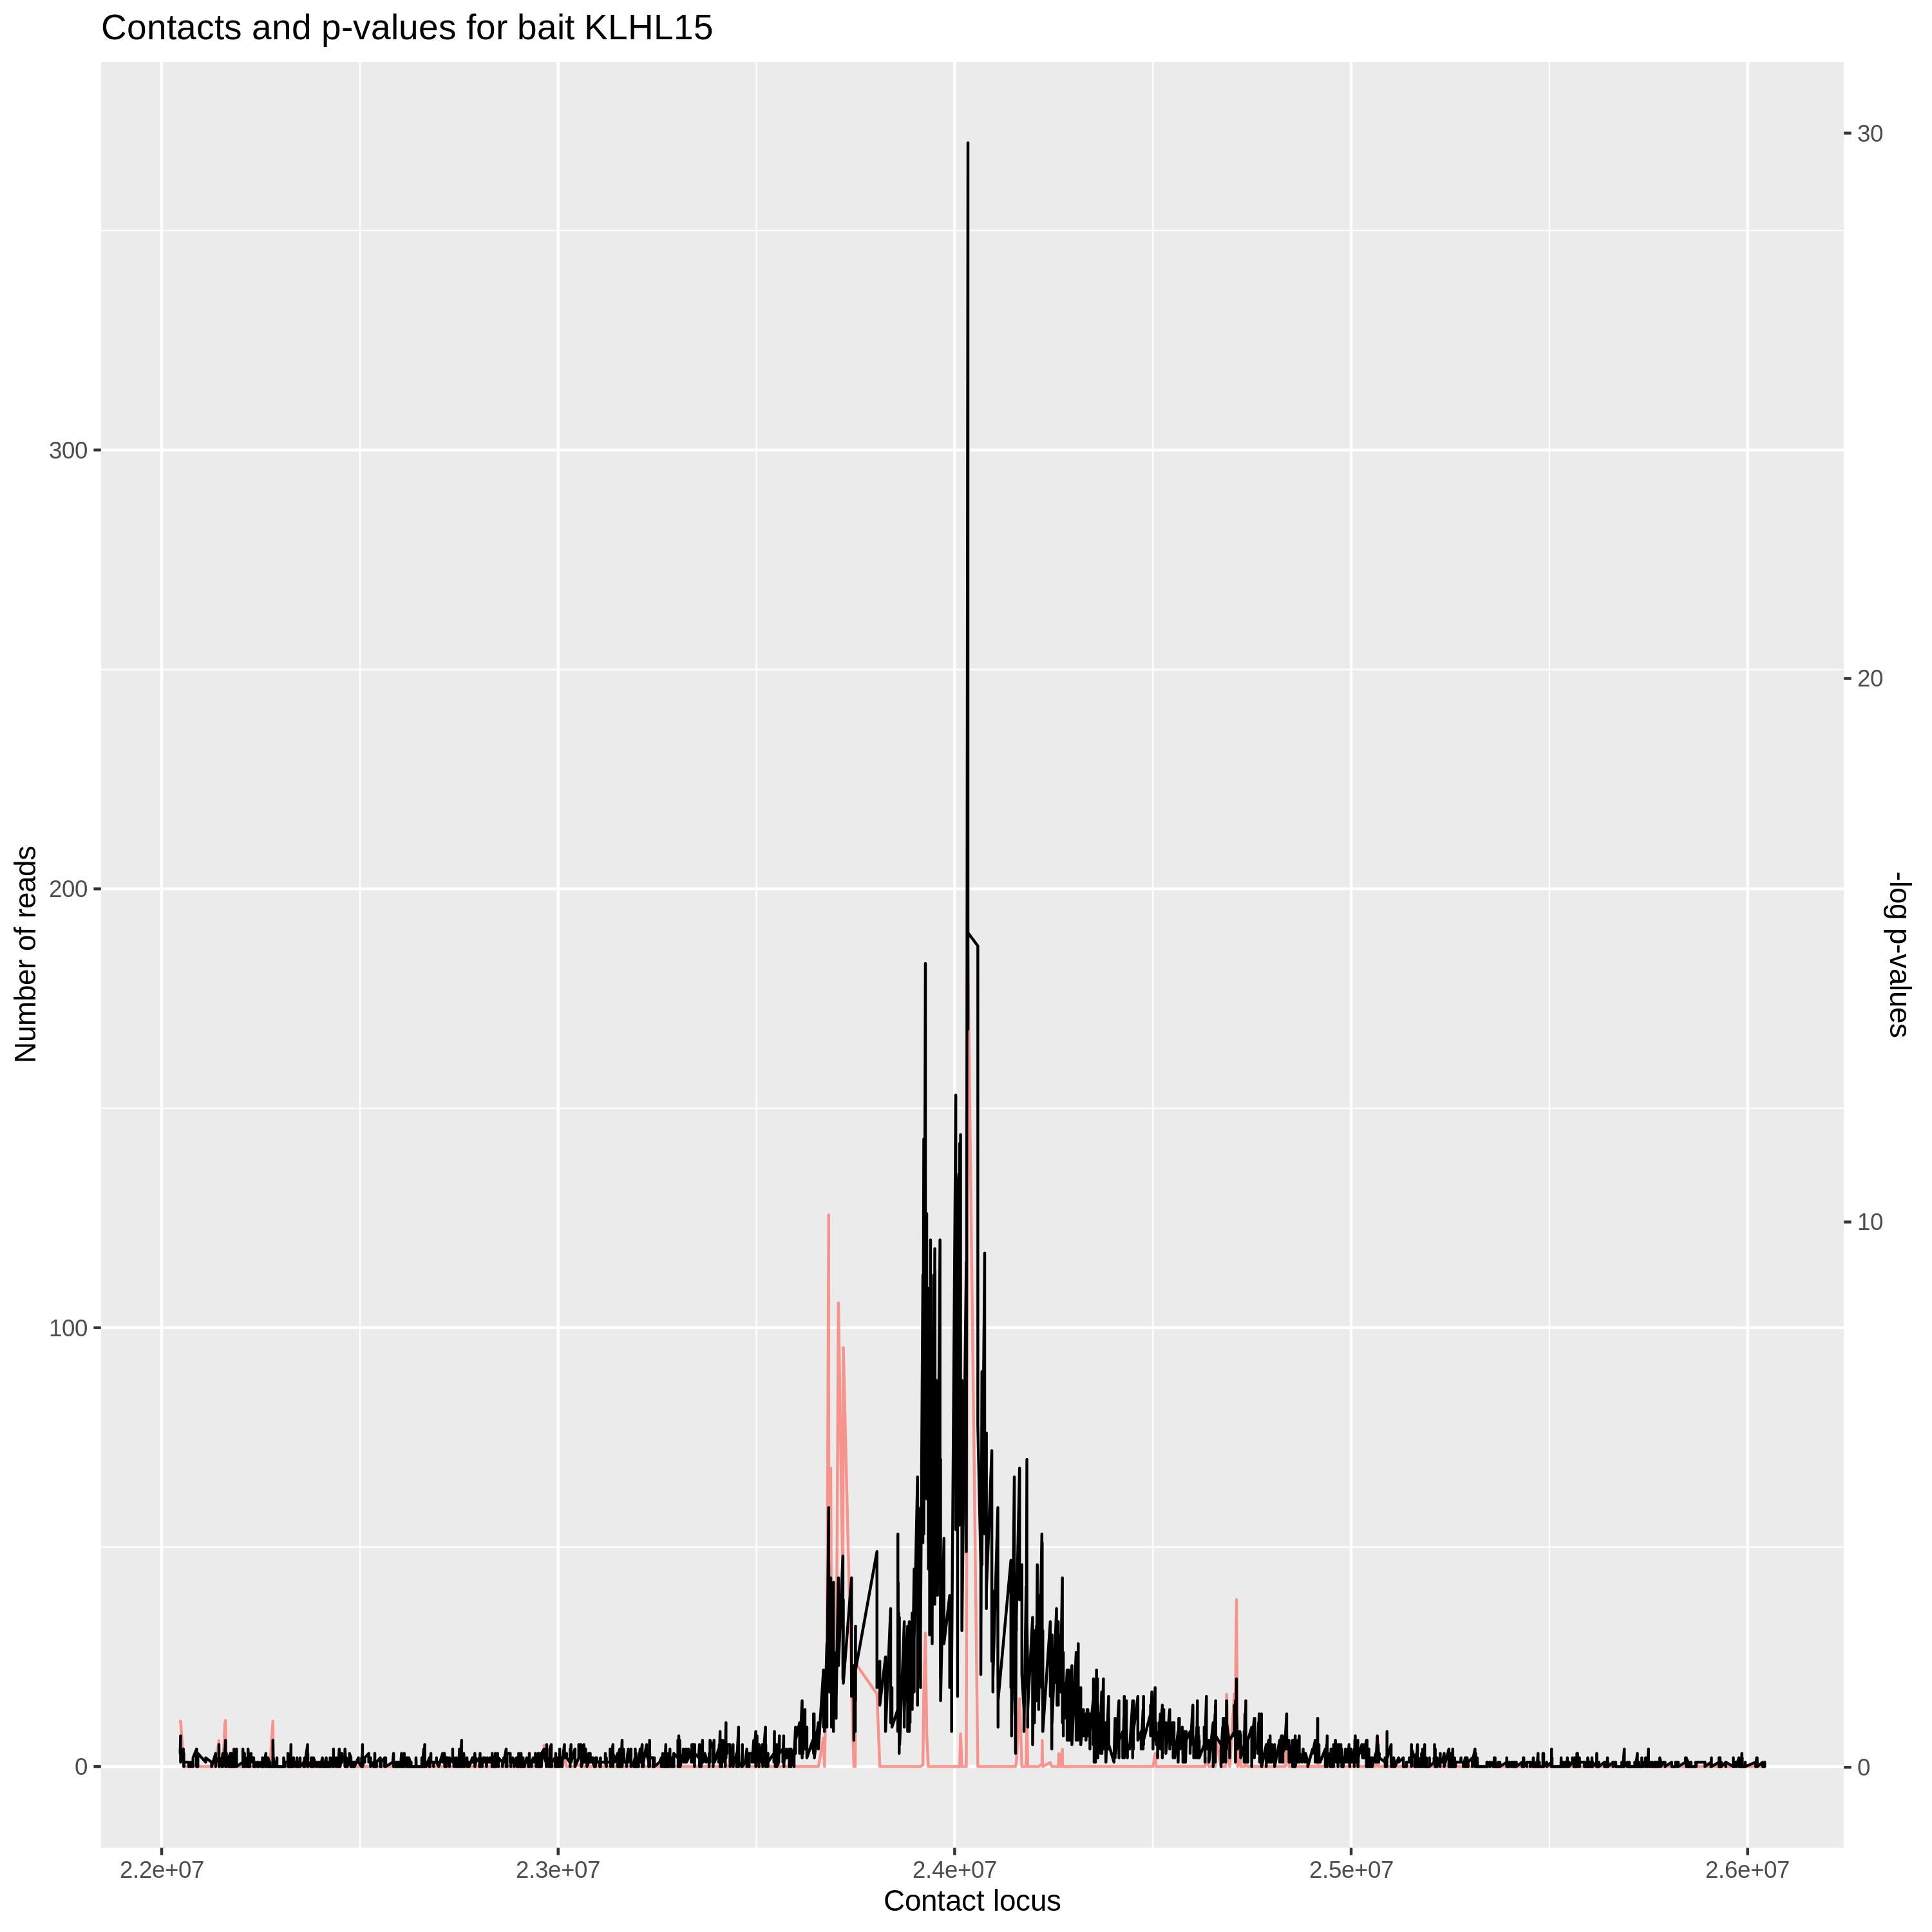 Contacts and p-values for bait KLHL15
Number of reads
300
200
100
0
30
20
10
0
-log p-values
2.2e+07 2.3e+07 2.4e+07 2.5e+07 2.6e+07
Contact locus